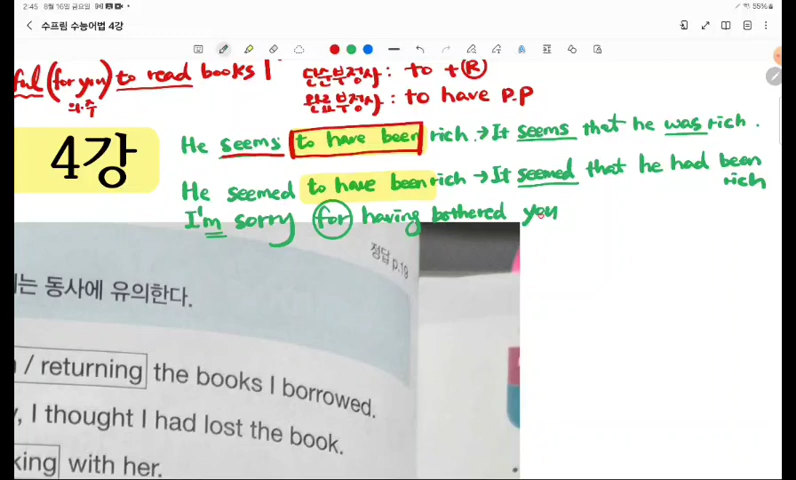 2:45 8월 16일 금요일
55%
수프림 수능어법 4강
ful (for you) to read books
의·주
단순부정사 : to + R
완료부정사 : to have p.p
4강
He seems to have been rich. → It seems that he was rich.
He seemed to have been rich → It seemed that he had been rich
I'm sorry for having bothered you
정답 p.19
는 동사에 유의한다.
/ returning the books I borrowed.
, I thought I had lost the book.
king with her.